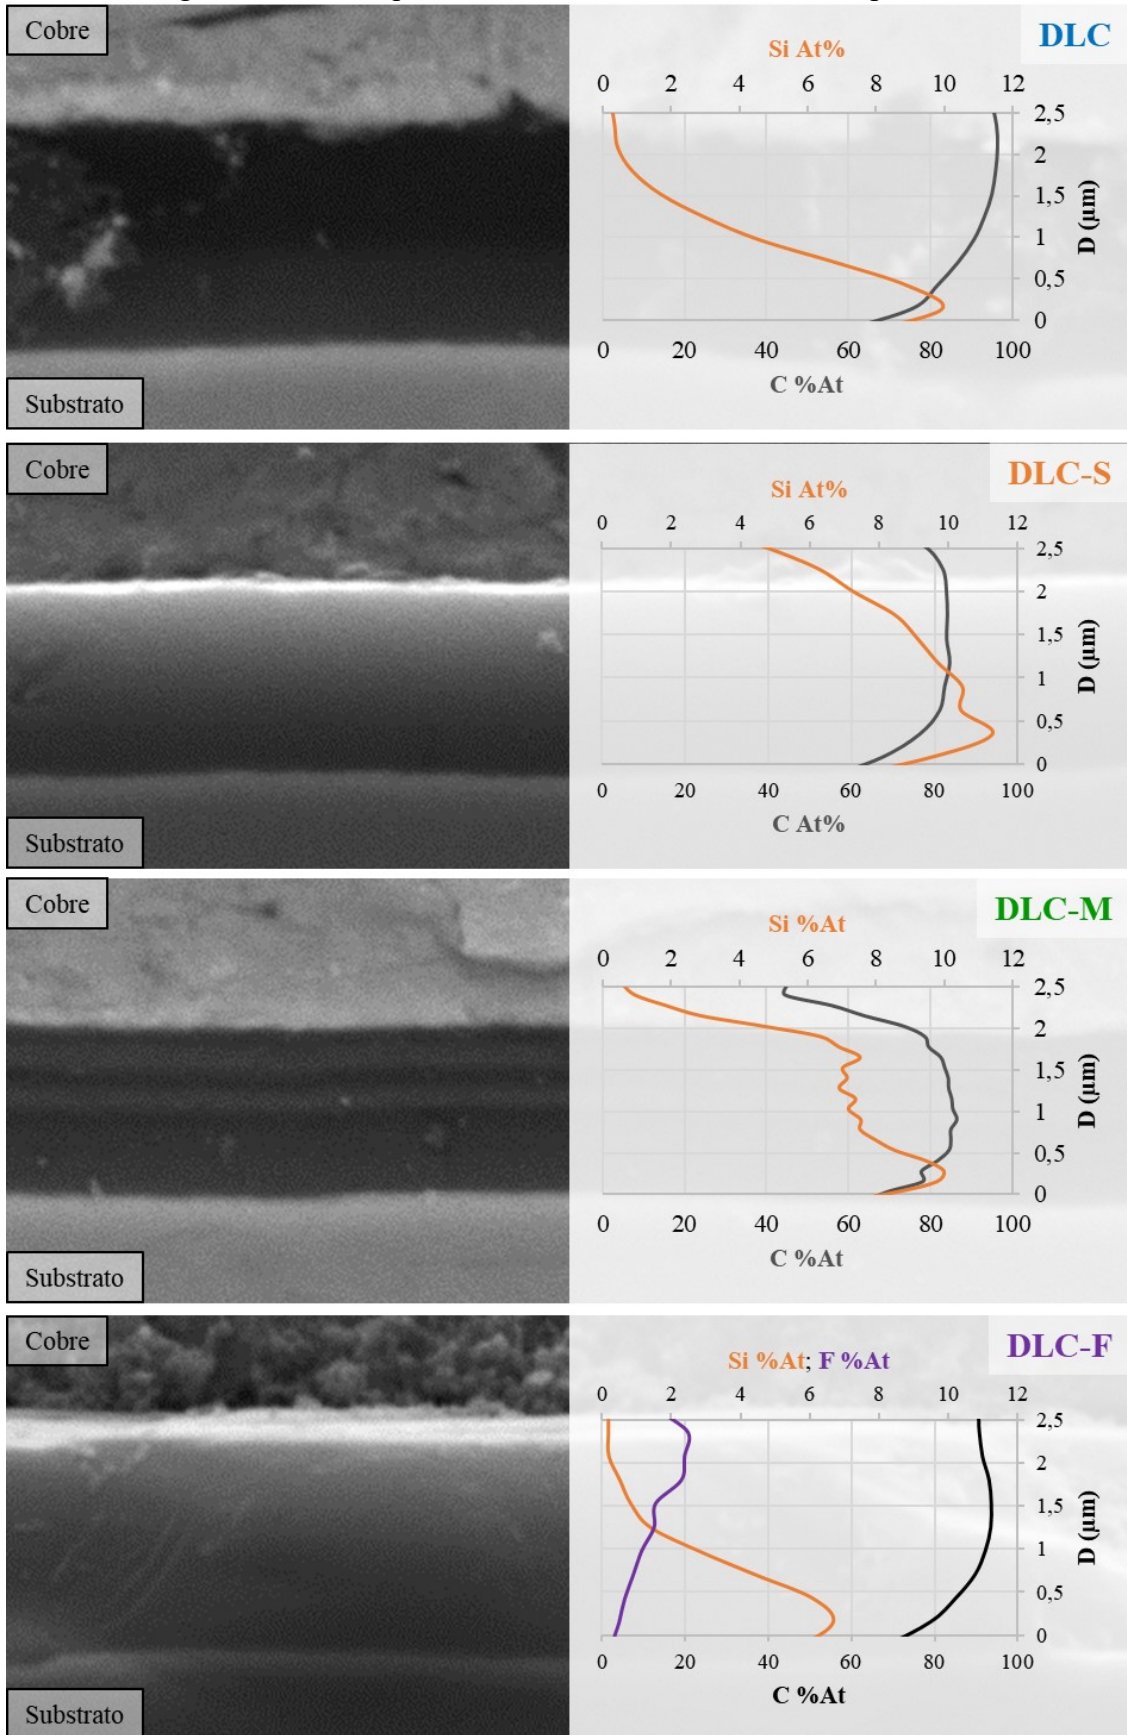 Cobre
DLC
Si At%
0 2 4 6 8 10 12
2,5
2
1,5
1
0,5
0
D (µm)
0 20 40 60 80 100
C %At
Substrato
Cobre
DLC-S
Si At%
0 2 4 6 8 10 12
2,5
2
1,5
1
0,5
0
D (µm)
0 20 40 60 80 100
C At%
Substrato
Cobre
DLC-M
Si %At
0 2 4 6 8 10 12
2,5
2
1,5
1
0,5
0
D (µm)
0 20 40 60 80 100
C %At
Substrato
Cobre
DLC-F
Si %At; F %At
0 2 4 6 8 10 12
2,5
2
1,5
1
0,5
0
D (µm)
0 20 40 60 80 100
C %At
Substrato